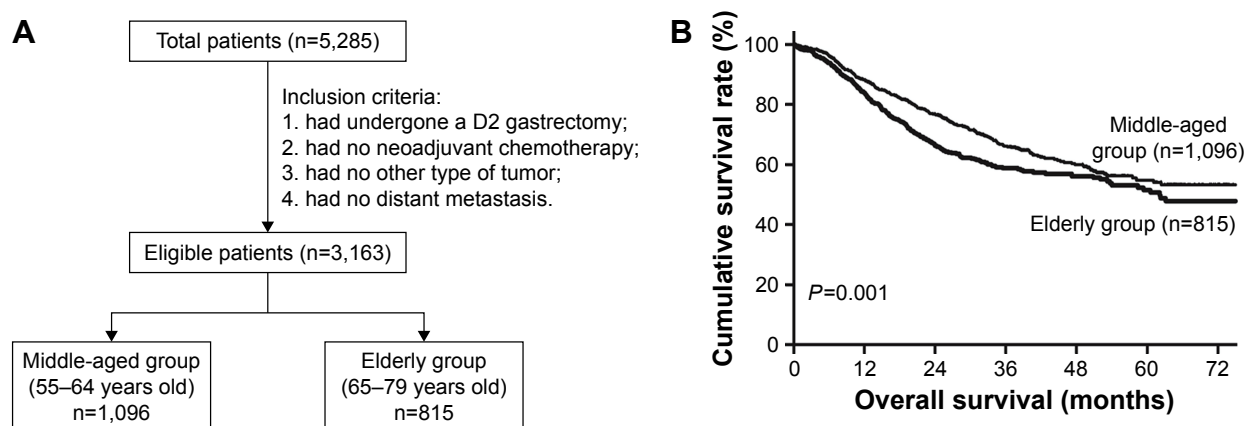 A
Total patients (n=5,285)
Inclusion criteria:
1. had undergone a D2 gastrectomy;
2. had no neoadjuvant chemotherapy;
3. had no other type of tumor;
4. had no distant metastasis.
Eligible patients (n=3,163)
Middle-aged group
(55–64 years old)
n=1,096
Elderly group
(65–79 years old)
n=815
B
Cumulative survival rate (%)
100
80
60
40
20
0
Middle-aged
group (n=1,096)
Elderly group (n=815)
P=0.001
0 12 24 36 48 60 72
Overall survival (months)